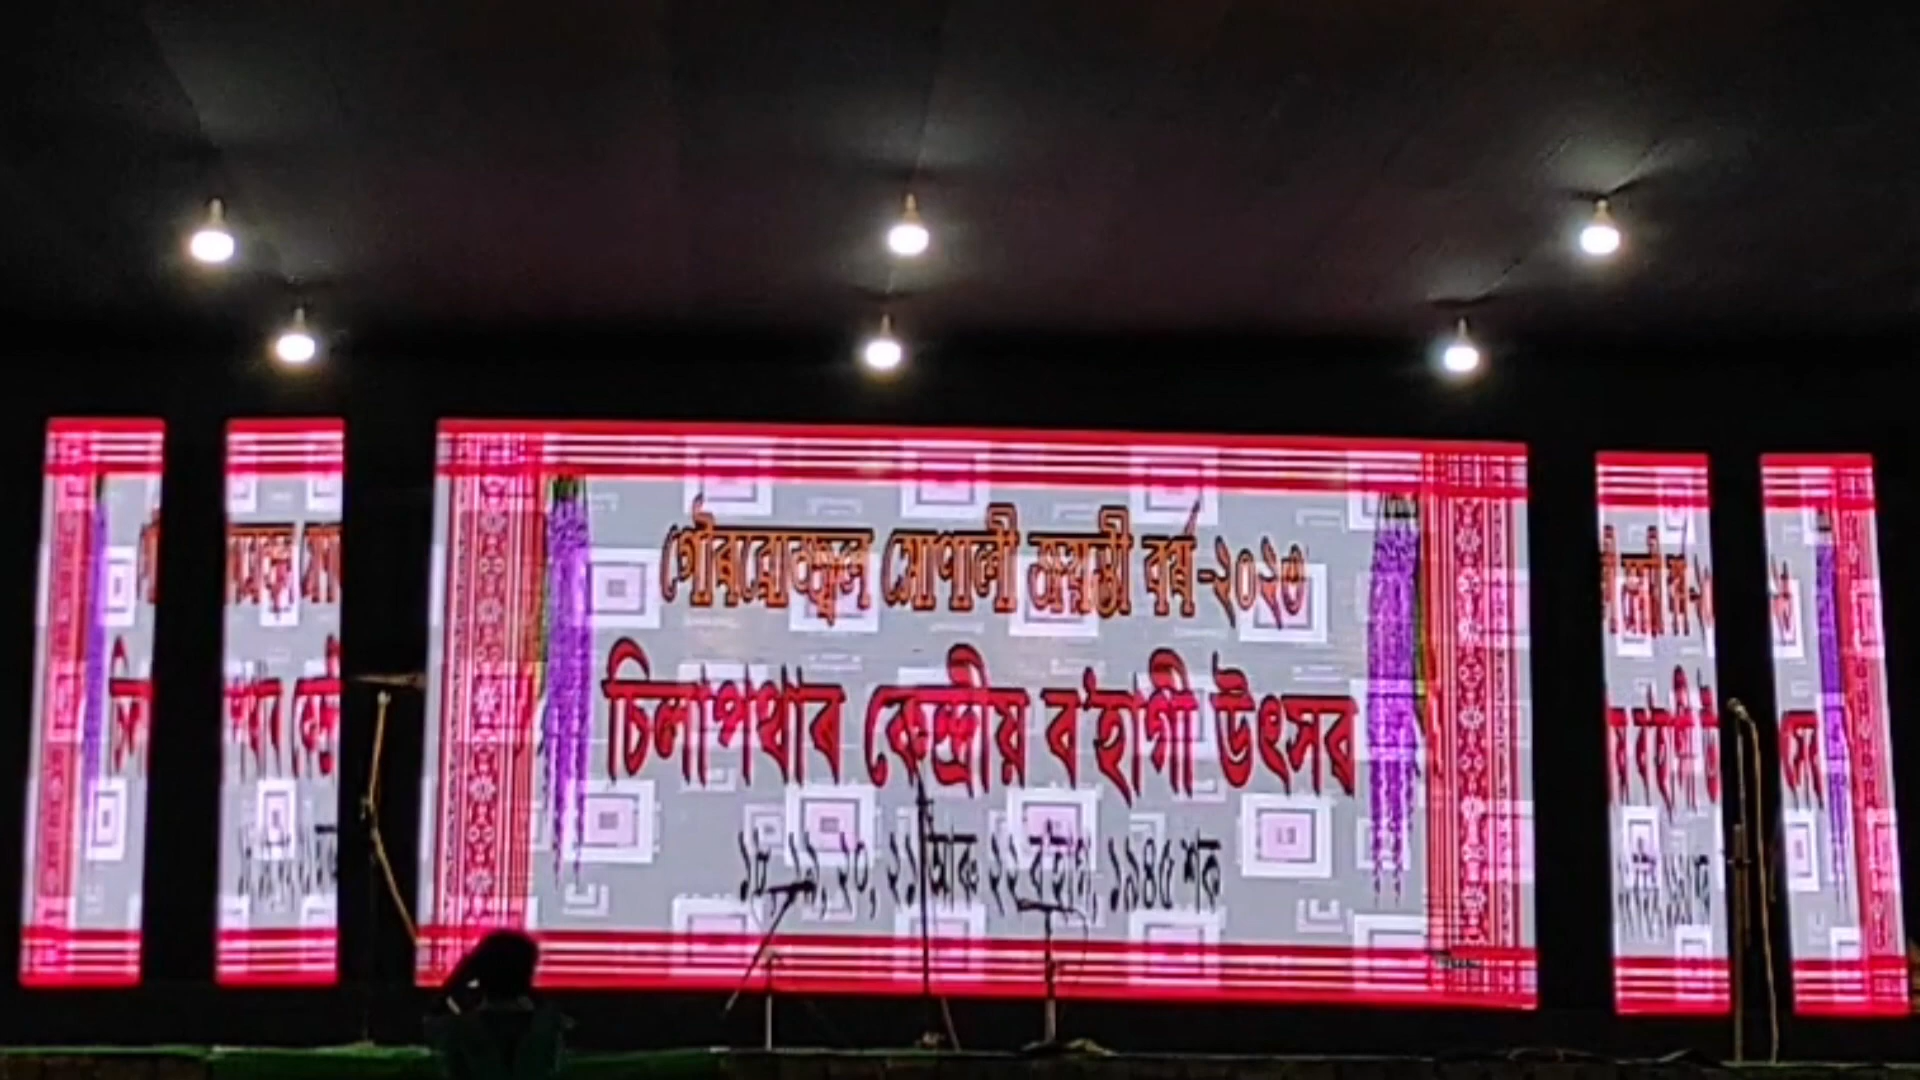 গৌৰৱোজ্জ্বল সোণালী জয়ন্তী বৰ্ষ -২০২৩
চিলাপথাৰ কেন্দ্ৰীয় ব'হাগী উৎসৱ
১৮, ১৯, ২০, ২১ আৰু ২২ ব'হাগ, ১৯৪৫ শক